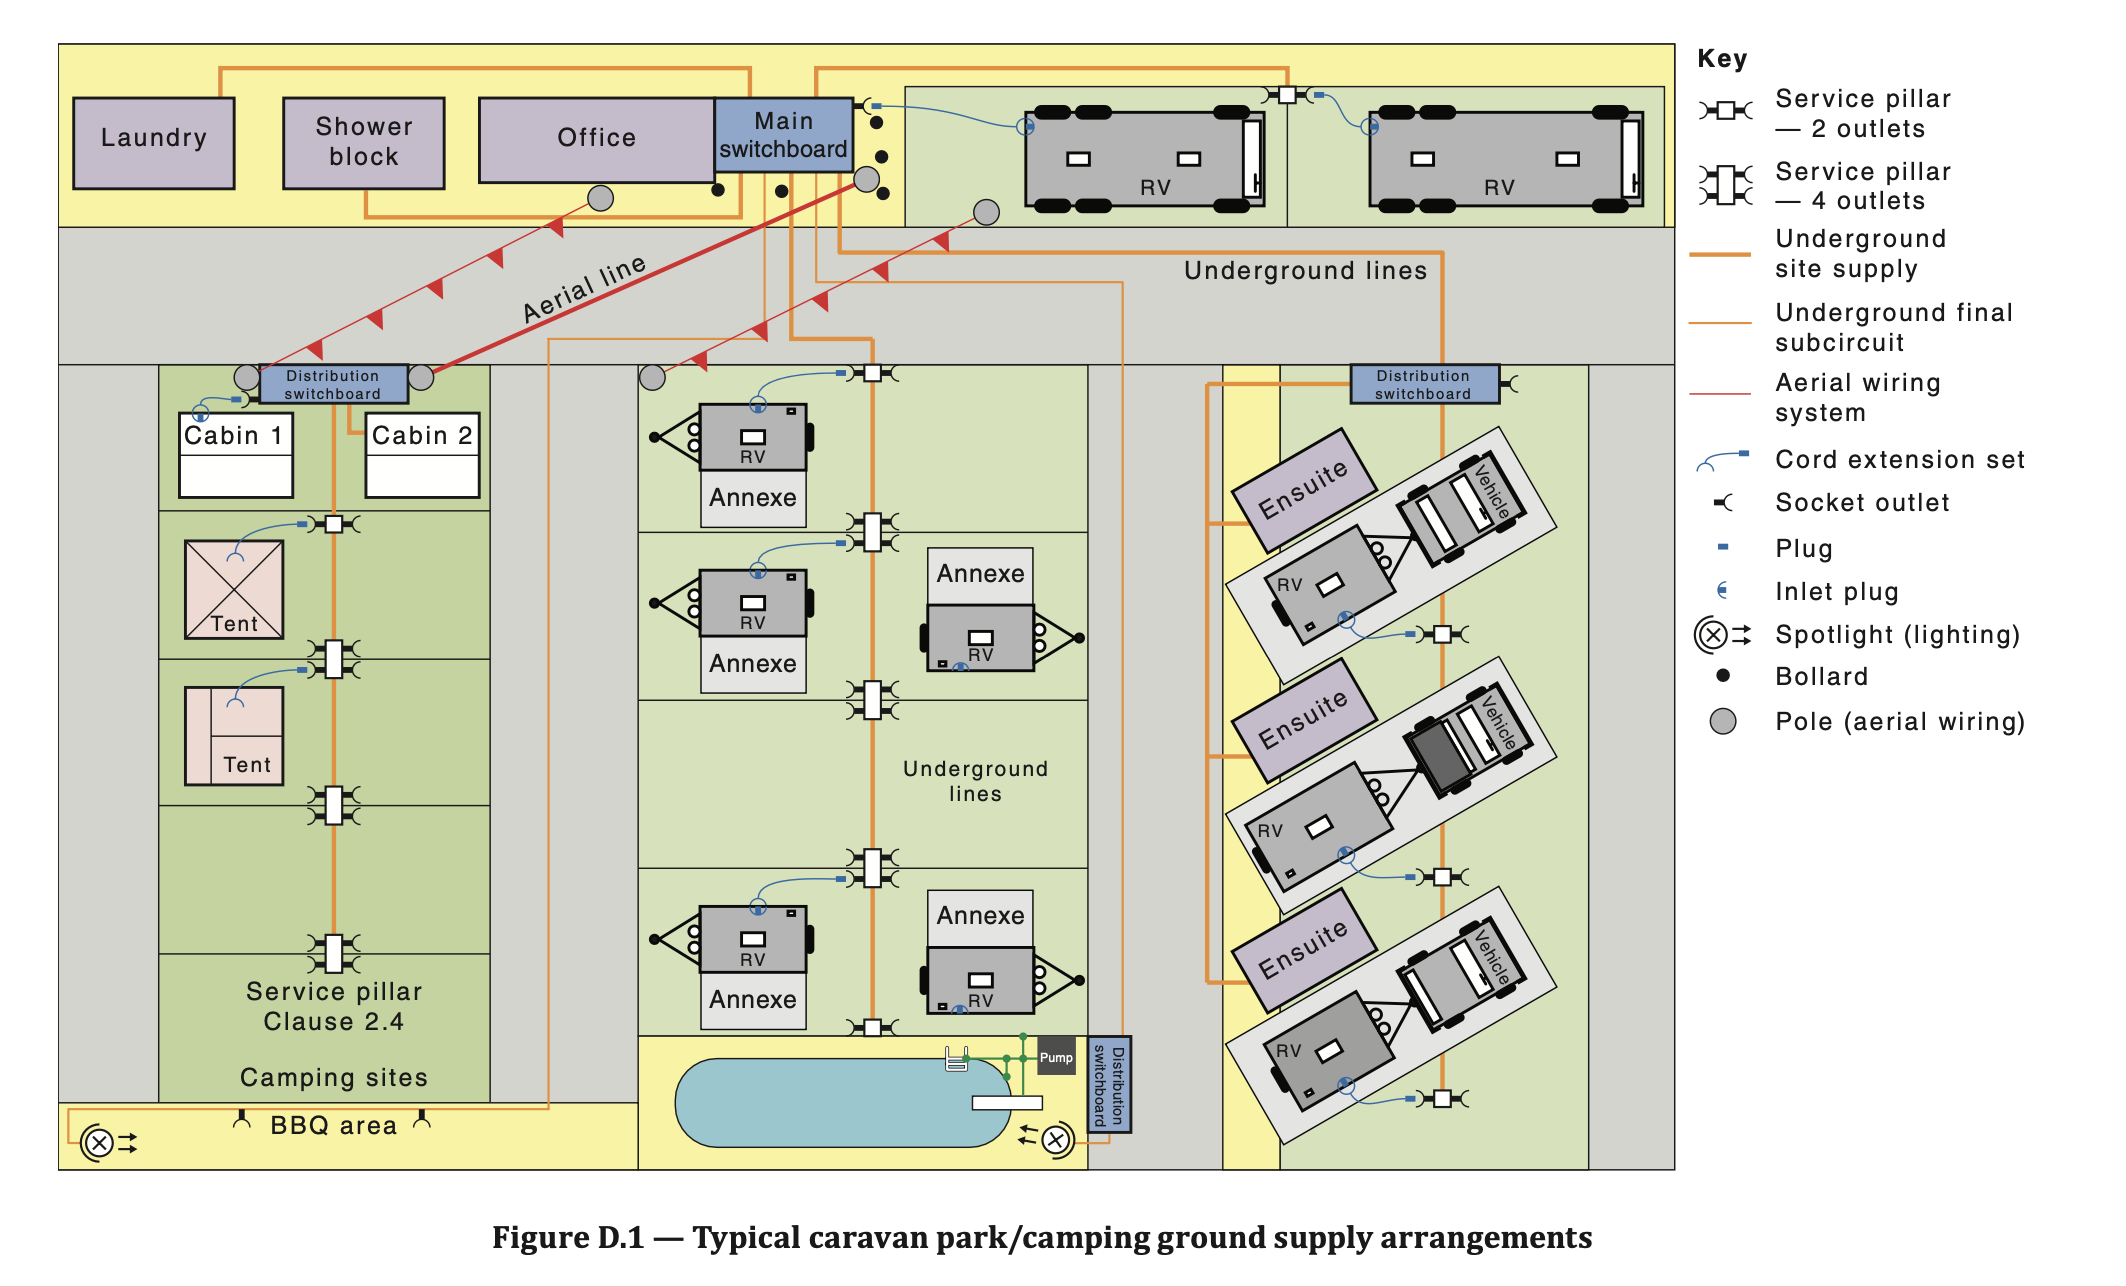 Laundry
Shower
block
Office
Main
switchboard
RV
RV
Aerial line
Underground lines
Distribution
switchboard
Cabin 1
Cabin 2
Tent
Tent
Service pillar
Clause 2.4
Camping sites
BBQ area
RV
Annexe
RV
Annexe
Annexe
RV
Underground
lines
RV
Annexe
Annexe
RV
Pump
Distribution
switchboard
Distribution
switchboard
Ensuite
Vehicle
RV
Ensuite
Vehicle
RV
Ensuite
Vehicle
RV
Key
Service pillar
— 2 outlets
Service pillar
— 4 outlets
Underground
site supply
Underground final
subcircuit
Aerial wiring
system
Cord extension set
Socket outlet
Plug
Inlet plug
Spotlight (lighting)
Bollard
Pole (aerial wiring)
Figure D.1 — Typical caravan park/camping ground supply arrangements